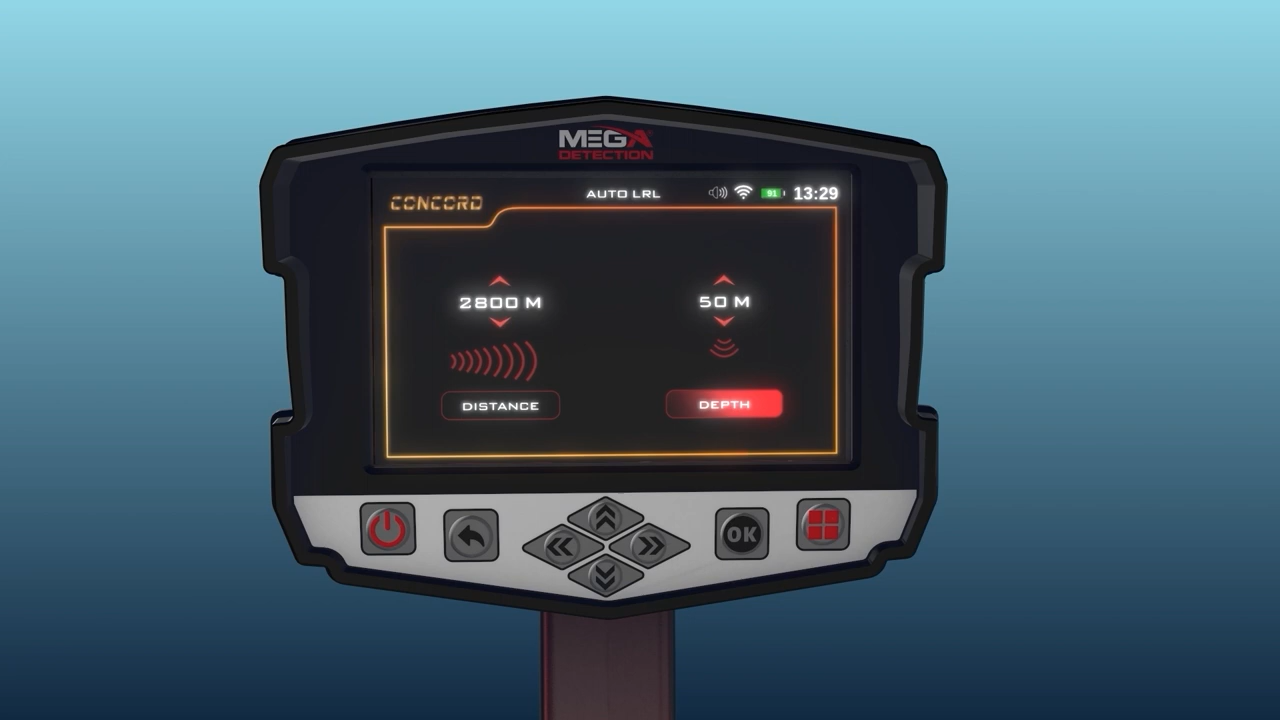 MEGA
DETECTION
CONCORD
AUTO LRL
91
13:29
2800 M
50 M
DISTANCE
DEPTH
OK